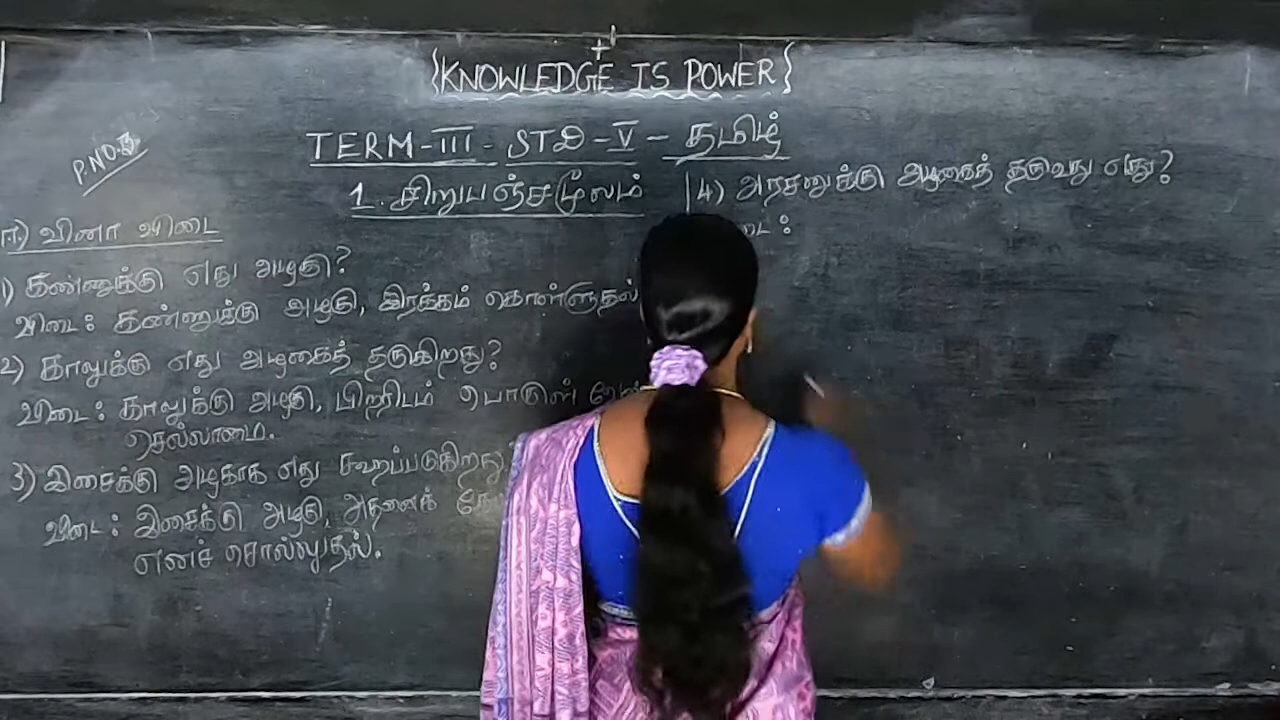 KNOWLEDGE IS POWER
P.NO.3
TERM-III- STD-V- தமிழ்
1. சிறுபஞ்சமூலம்
ஈ) வினா விடை
1) கண்ணுக்கு எது அழகு?
விடை: கண்ணுக்கு அழகு, இரக்கம் கொள்ளுதல்
2) காலுக்கு எது அழகைத் தருகிறது?
விடை: காலுக்கு அழகு, பிறரிடம் பொருள்
செல்லாமை.
3) இசைக்கு அழகாக எது கூறப்படுகிறது
விடை: இசைக்கு அழகு, அதனைக்
எனச் சொல்லுதல்.
4) அரசனுக்கு அழகைத் தருவது எது?